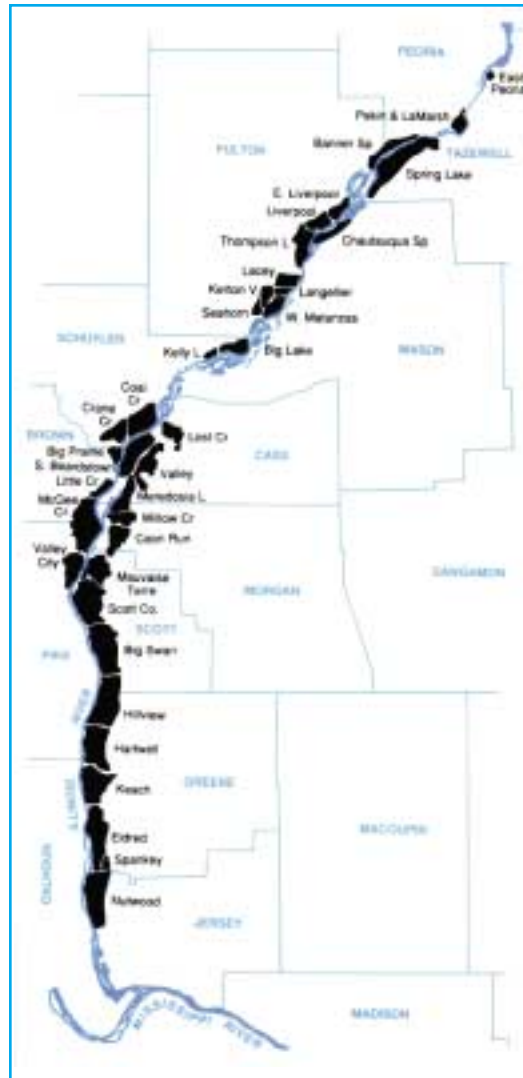 PEORIA
East
Peoria
Pekin & LaMarsh
Banner Sp
TAZEWELL
FULTON
Spring Lake
E. Liverpool
Liverpool
Thompson L
Chautauqua Sp
Lacey
Kerton V
Langellier
Seahorn
W. Matanzas
SCHUYLER
MASON
Kelly L
Big Lake
Coal
Cr
Crane
Cr
Lost Cr
BROWN
Big Prairie
CASS
S. Beardstown
Valley
Little Cr
Meredosia L
McGee
Cr
Willow Cr
Coon Run
Valley
City
SANGAMON
Mauvaise
Terre
MORGAN
Scott Co.
SCOTT
Big Swan
PIKE
Hillview
RIVER
Hartwell
Keach
GREENE
ILLINOIS
MACOUPIN
Eldred
Spankey
CALHOUN
Nutwood
JERSEY
MISSISSIPPI RIVER
MADISON